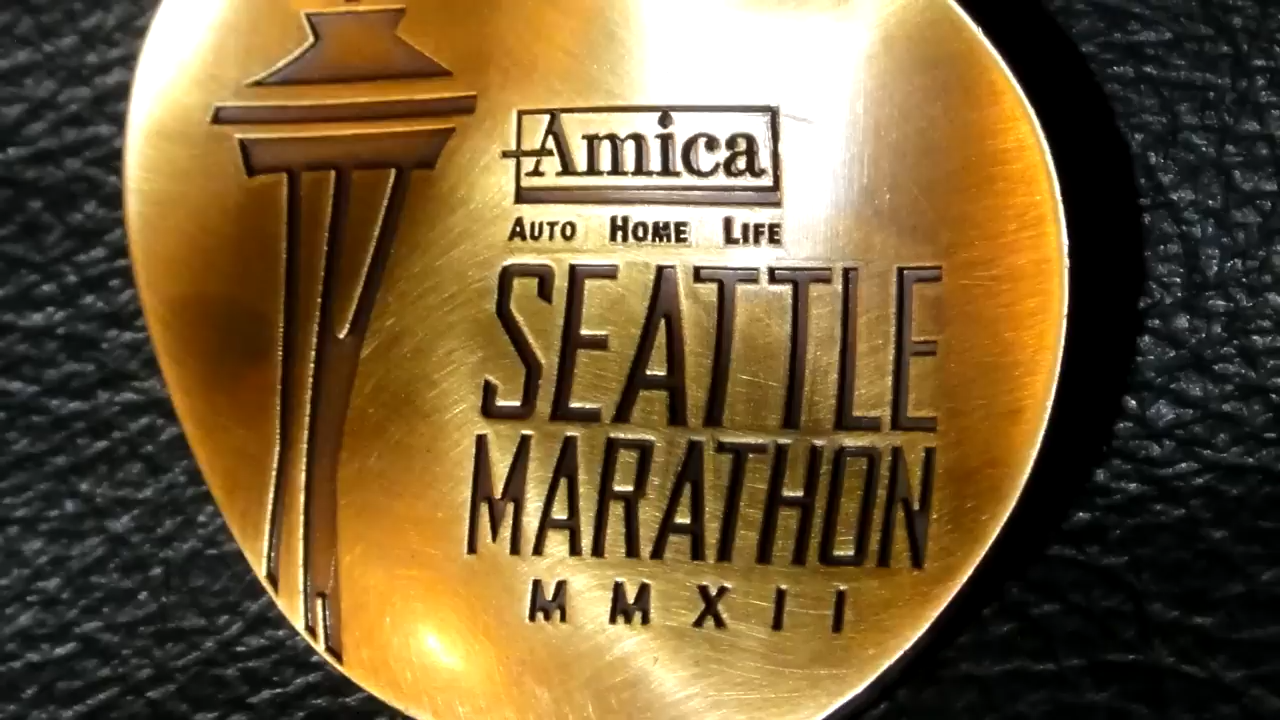 Amica
AUTO HOME LIFE
SEATTLE
MARATHON
MMXII